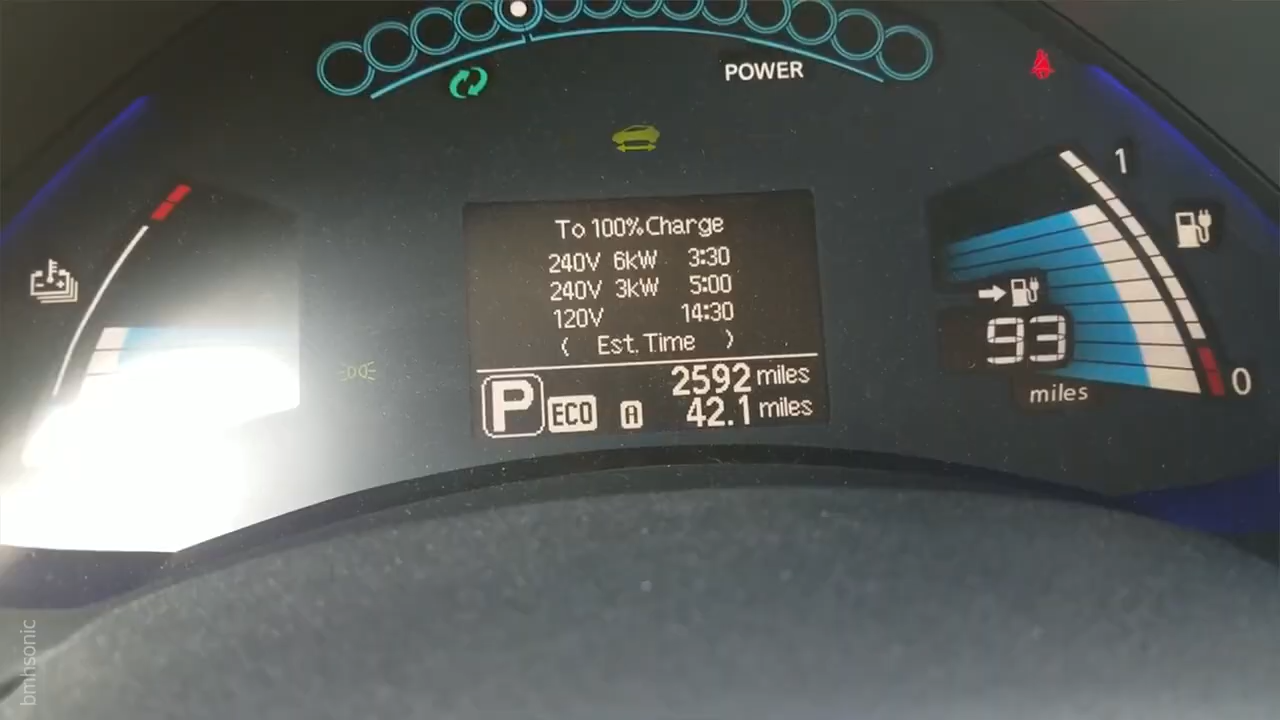 POWER
1
To 100% Charge
240V 6kW 3:30
240V 3kW 5:00
120V 14:30
( Est. Time )
93
miles
0
P ECO A 2592 miles
42.1 miles
bmhsonic